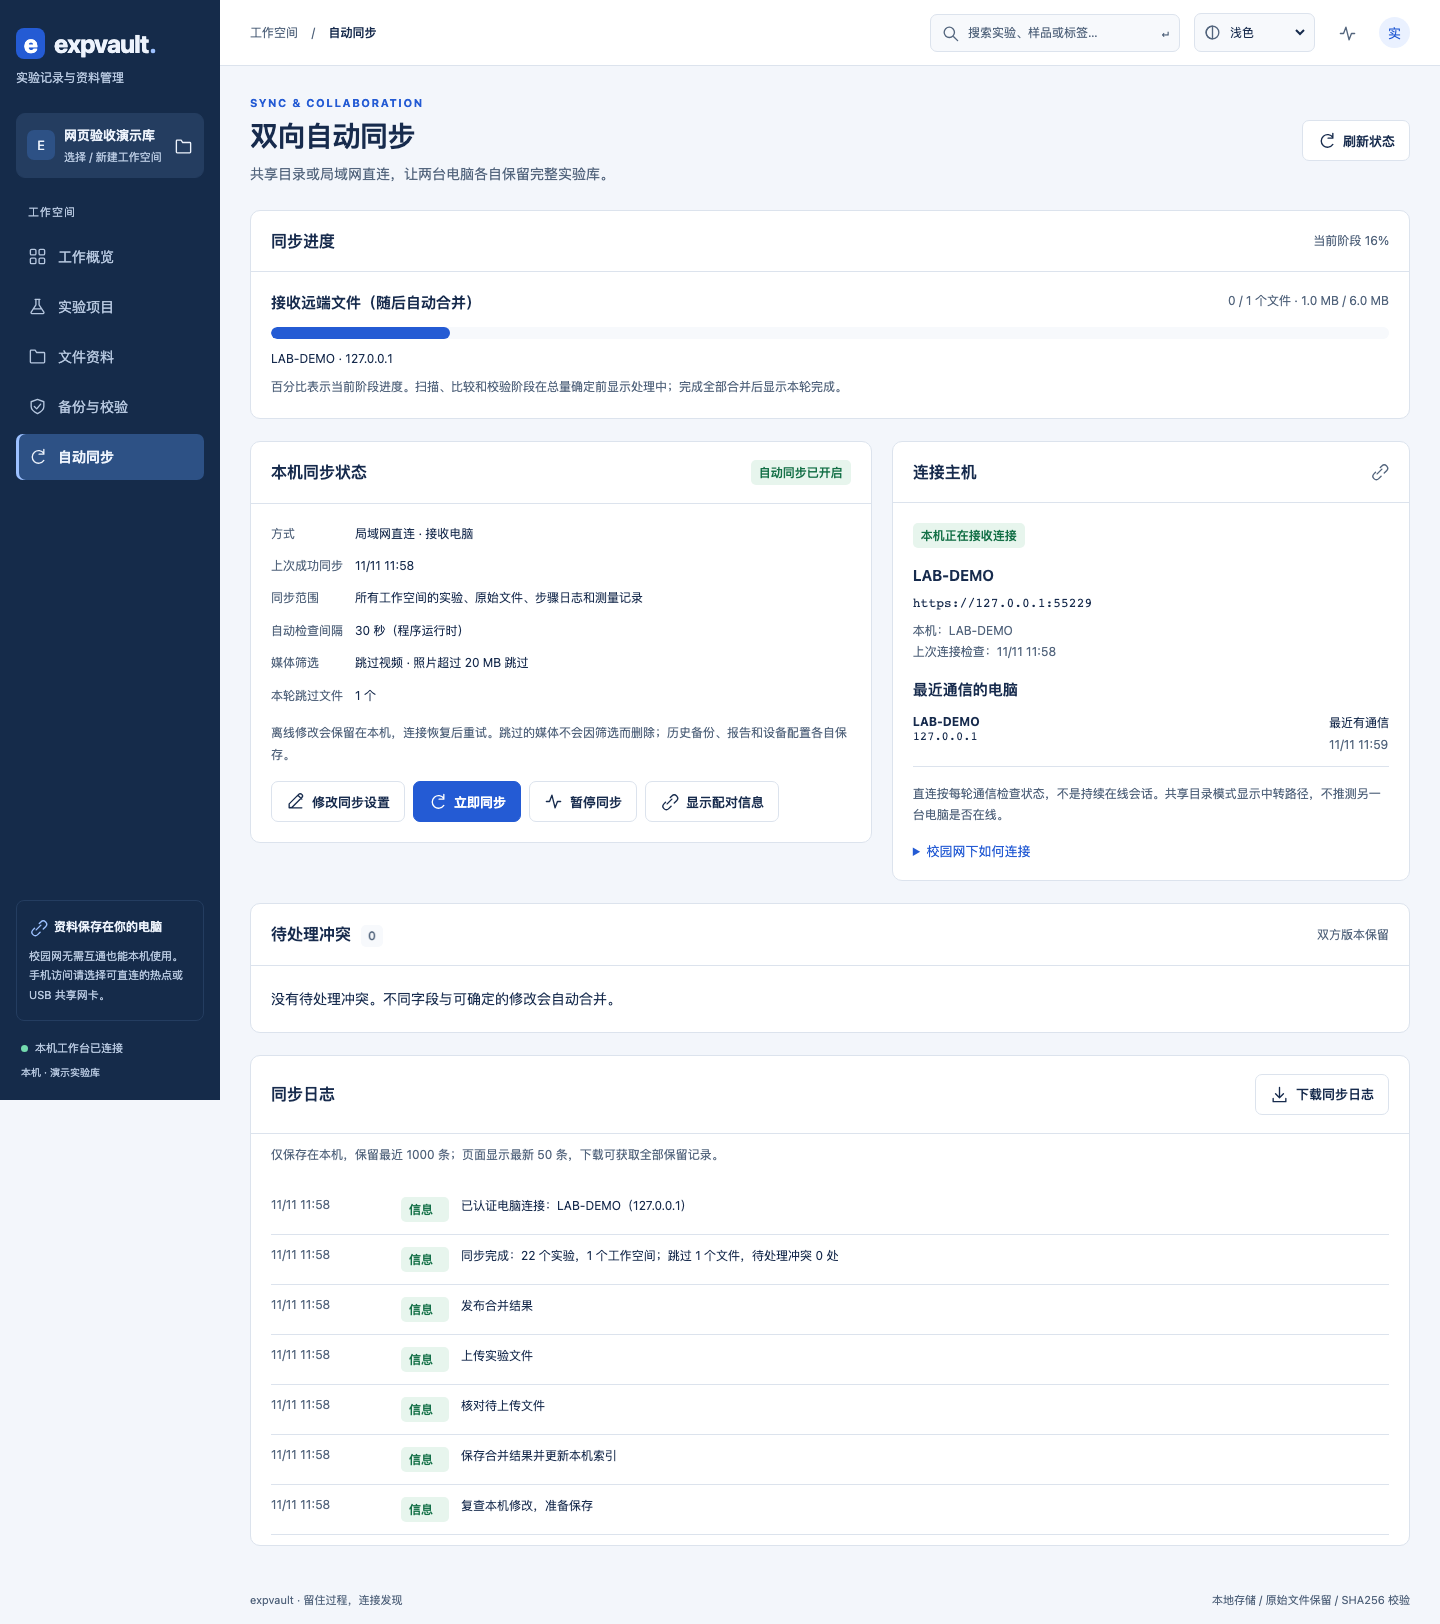 e expvault.
实验记录与资料管理
E
网页验收演示库
选择 / 新建工作空间
工作空间
工作概览
实验项目
文件资料
备份与校验
自动同步
资料保存在你的电脑
校园网无需互通也能本机使用。
手机访问请选择可直连的热点或
USB 共享网卡。
本机工作台已连接
本机 · 演示实验库
工作空间 / 自动同步
搜索实验、样品或标签... ↵
浅色
实
SYNC & COLLABORATION
双向自动同步
共享目录或局域网直连，让两台电脑各自保留完整实验库。
刷新状态
同步进度
当前阶段 16%
接收远端文件（随后自动合并）
0 / 1 个文件 · 1.0 MB / 6.0 MB
LAB-DEMO · 127.0.0.1
百分比表示当前阶段进度。扫描、比较和校验阶段在总量确定前显示处理中；完成全部合并后显示本轮完成。
本机同步状态
自动同步已开启
方式 局域网直连 · 接收电脑
上次成功同步 11/11 11:58
同步范围 所有工作空间的实验、原始文件、步骤日志和测量记录
自动检查间隔 30 秒（程序运行时）
媒体筛选 跳过视频 · 照片超过 20 MB 跳过
本轮跳过文件 1 个
离线修改会保留在本机，连接恢复后重试。跳过的媒体不会因筛选而删除；历史备份、报告和设备配置各自保
存。
修改同步设置
立即同步
暂停同步
显示配对信息
连接主机
本机正在接收连接
LAB-DEMO
https://127.0.0.1:55229
本机：LAB-DEMO
上次连接检查：11/11 11:58
最近通信的电脑
LAB-DEMO
127.0.0.1
最近有通信
11/11 11:59
直连按每轮通信检查状态，不是持续在线会话。共享目录模式显示中转路径，不推测另一
台电脑是否在线。
校园网下如何连接
待处理冲突 0
双方版本保留
没有待处理冲突。不同字段与可确定的修改会自动合并。
同步日志
下载同步日志
仅保存在本机，保留最近 1000 条；页面显示最新 50 条，下载可获取全部保留记录。
11/11 11:58 信息 已认证电脑连接：LAB-DEMO（127.0.0.1）
11/11 11:58 信息 同步完成：22 个实验，1 个工作空间；跳过 1 个文件，待处理冲突 0 处
11/11 11:58 信息 发布合并结果
11/11 11:58 信息 上传实验文件
11/11 11:58 信息 核对待上传文件
11/11 11:58 信息 保存合并结果并更新本机索引
11/11 11:58 信息 复查本机修改，准备保存
expvault · 留住过程，连接发现
本地存储 / 原始文件保留 / SHA256 校验